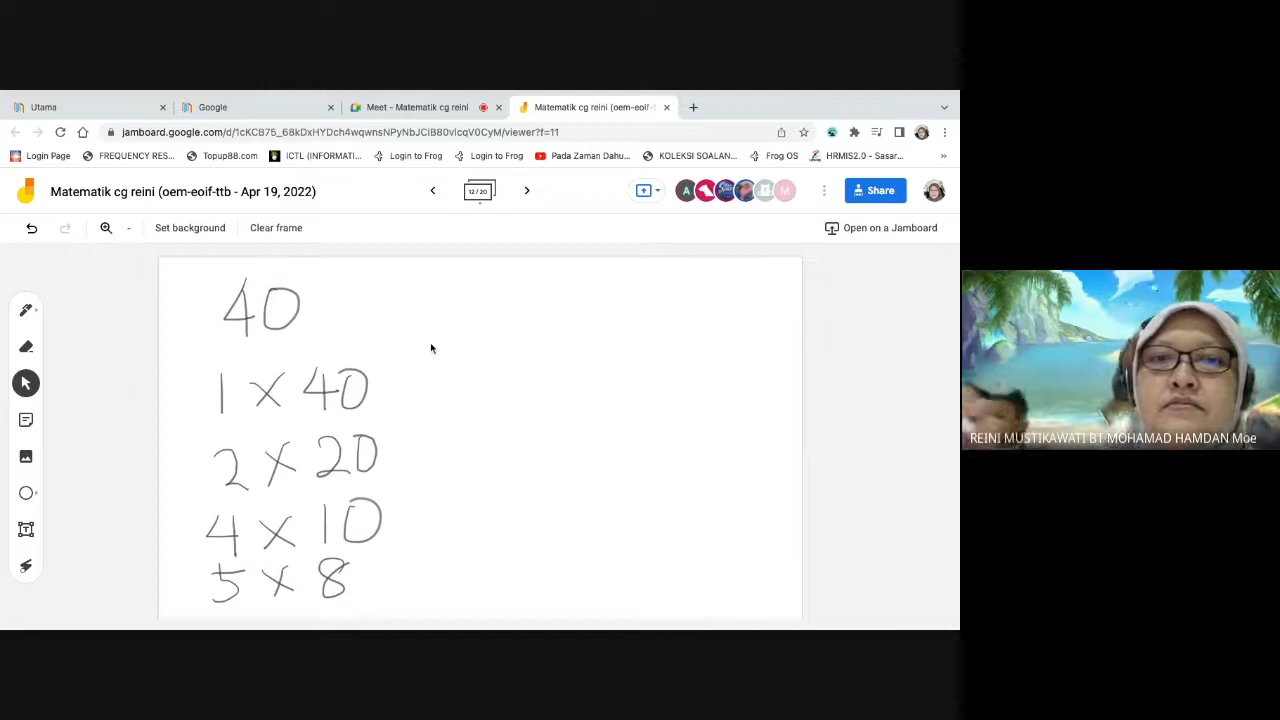 Utama
Google
Meet - Matematik cg reini
Matematik cg reini (oem-eoif-t
jamboard.google.com/d/1cKCB75_68kDxHYDch4wqwnsNPyNbJCiB80vlcqV0CyM/viewer?f=11
Login Page
FREQUENCY RES...
Topup88.com
ICTL (INFORMATI...
Login to Frog
Login to Frog
Pada Zaman Dahu...
KOLEKSI SOALAN...
Frog OS
HRMIS2.0 - Sasar...
»
Matematik cg reini (oem-eoif-ttb - Apr 19, 2022)
12 / 20
A
M
Share
Set background
Clear frame
Open on a Jamboard
40
1 x 40
2 x 20
4 x 10
5 x 8
REINI MUSTIKAWATI BT MOHAMAD HAMDAN Moe